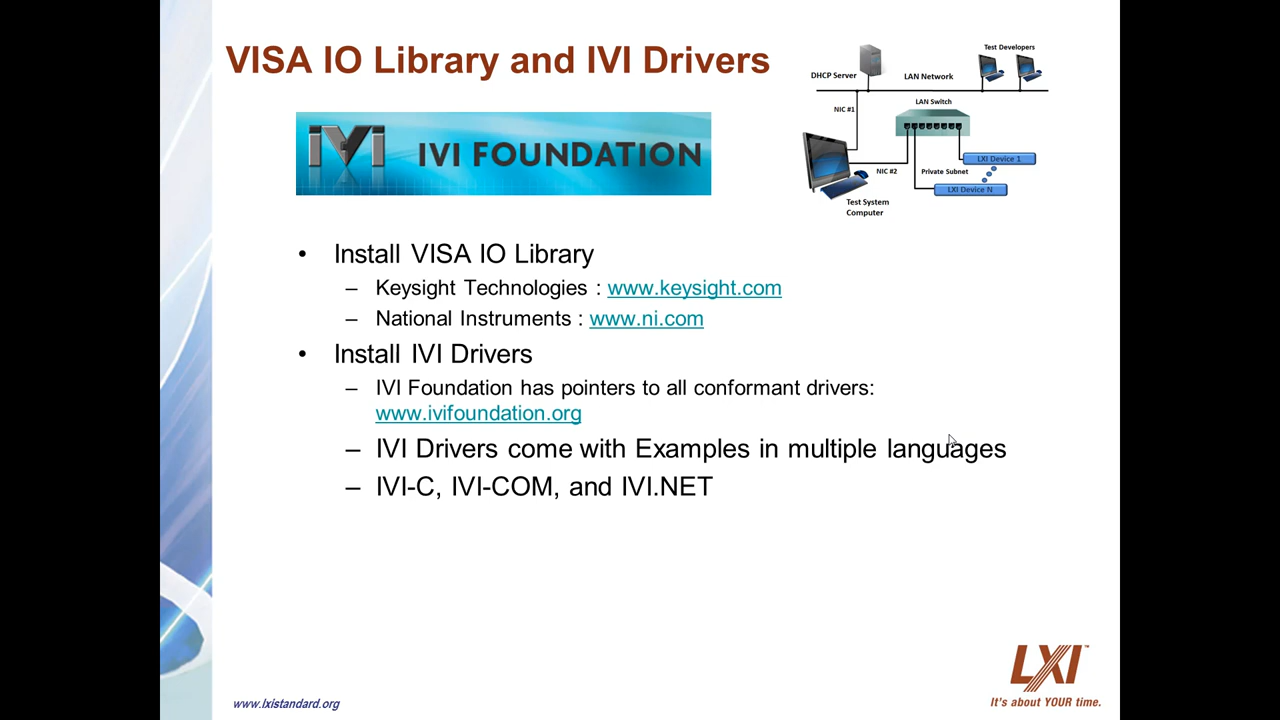 VISA IO Library and IVI Drivers
IVI IVI FOUNDATION
Test Developers
DHCP Server
LAN Network
NIC #1
LAN Switch
LXI Device 1
NIC #2
Private Subnet
LXI Device N
Test System
Computer
• Install VISA IO Library
– Keysight Technologies : www.keysight.com
– National Instruments : www.ni.com
• Install IVI Drivers
– IVI Foundation has pointers to all conformant drivers:
www.ivifoundation.org
– IVI Drivers come with Examples in multiple languages
– IVI-C, IVI-COM, and IVI.NET
LXI™
It's about YOUR time.
www.lxistandard.org